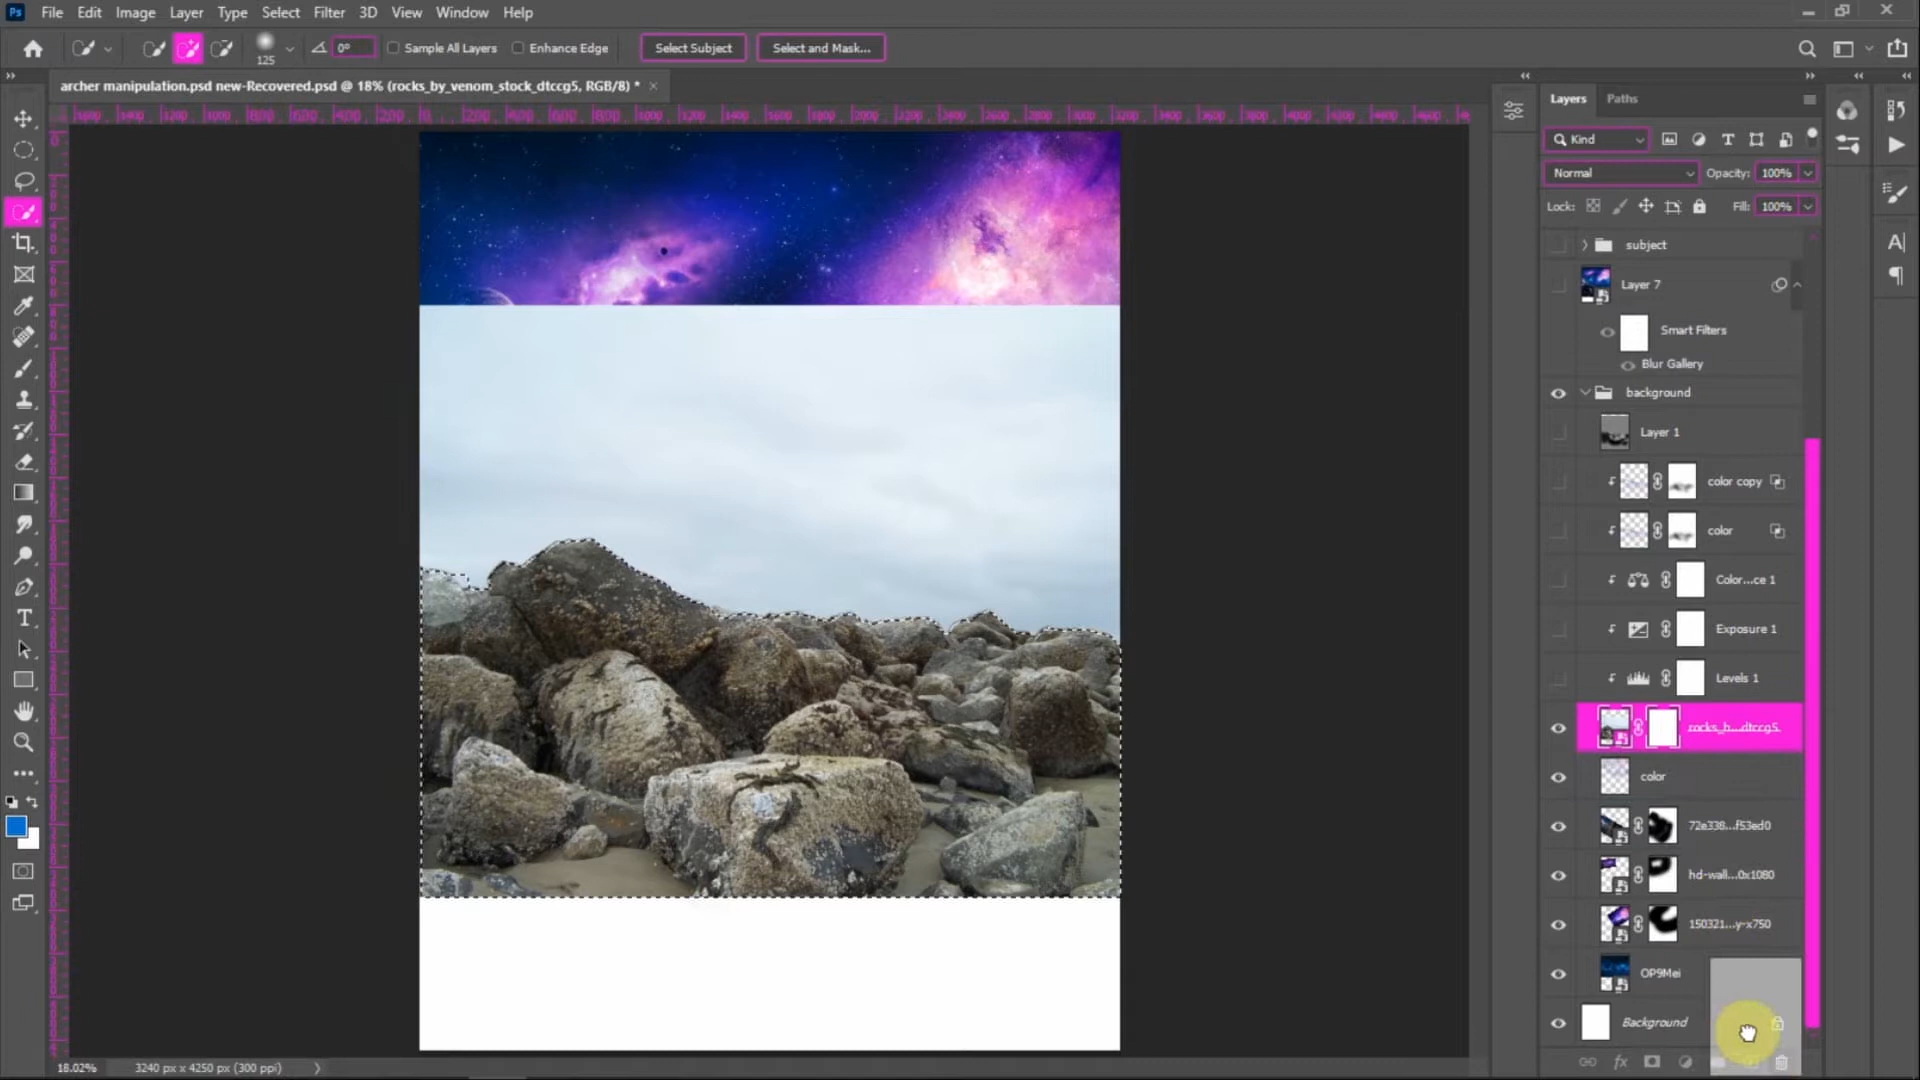 Ps File Edit Image Layer Type Select Filter 3D View Window Help
125 0° Sample All Layers Enhance Edge Select Subject Select and Mask...
archer manipulation.psd new-Recovered.psd @ 18% (rocks_by_venom_stock_dtccg5, RGB/8) *
Layers Paths
Kind
Normal Opacity: 100%
Lock: Fill: 100%
subject
Layer 7
Smart Filters
Blur Gallery
background
Layer 1
color copy
color
Color...ce 1
Exposure 1
Levels 1
rocks_b...dtccg5
color
72e338...f53ed0
hd-wall...0x1080
150321...y-x750
OP9Mei
Background
18.02% 3240 px x 4250 px (300 ppi)